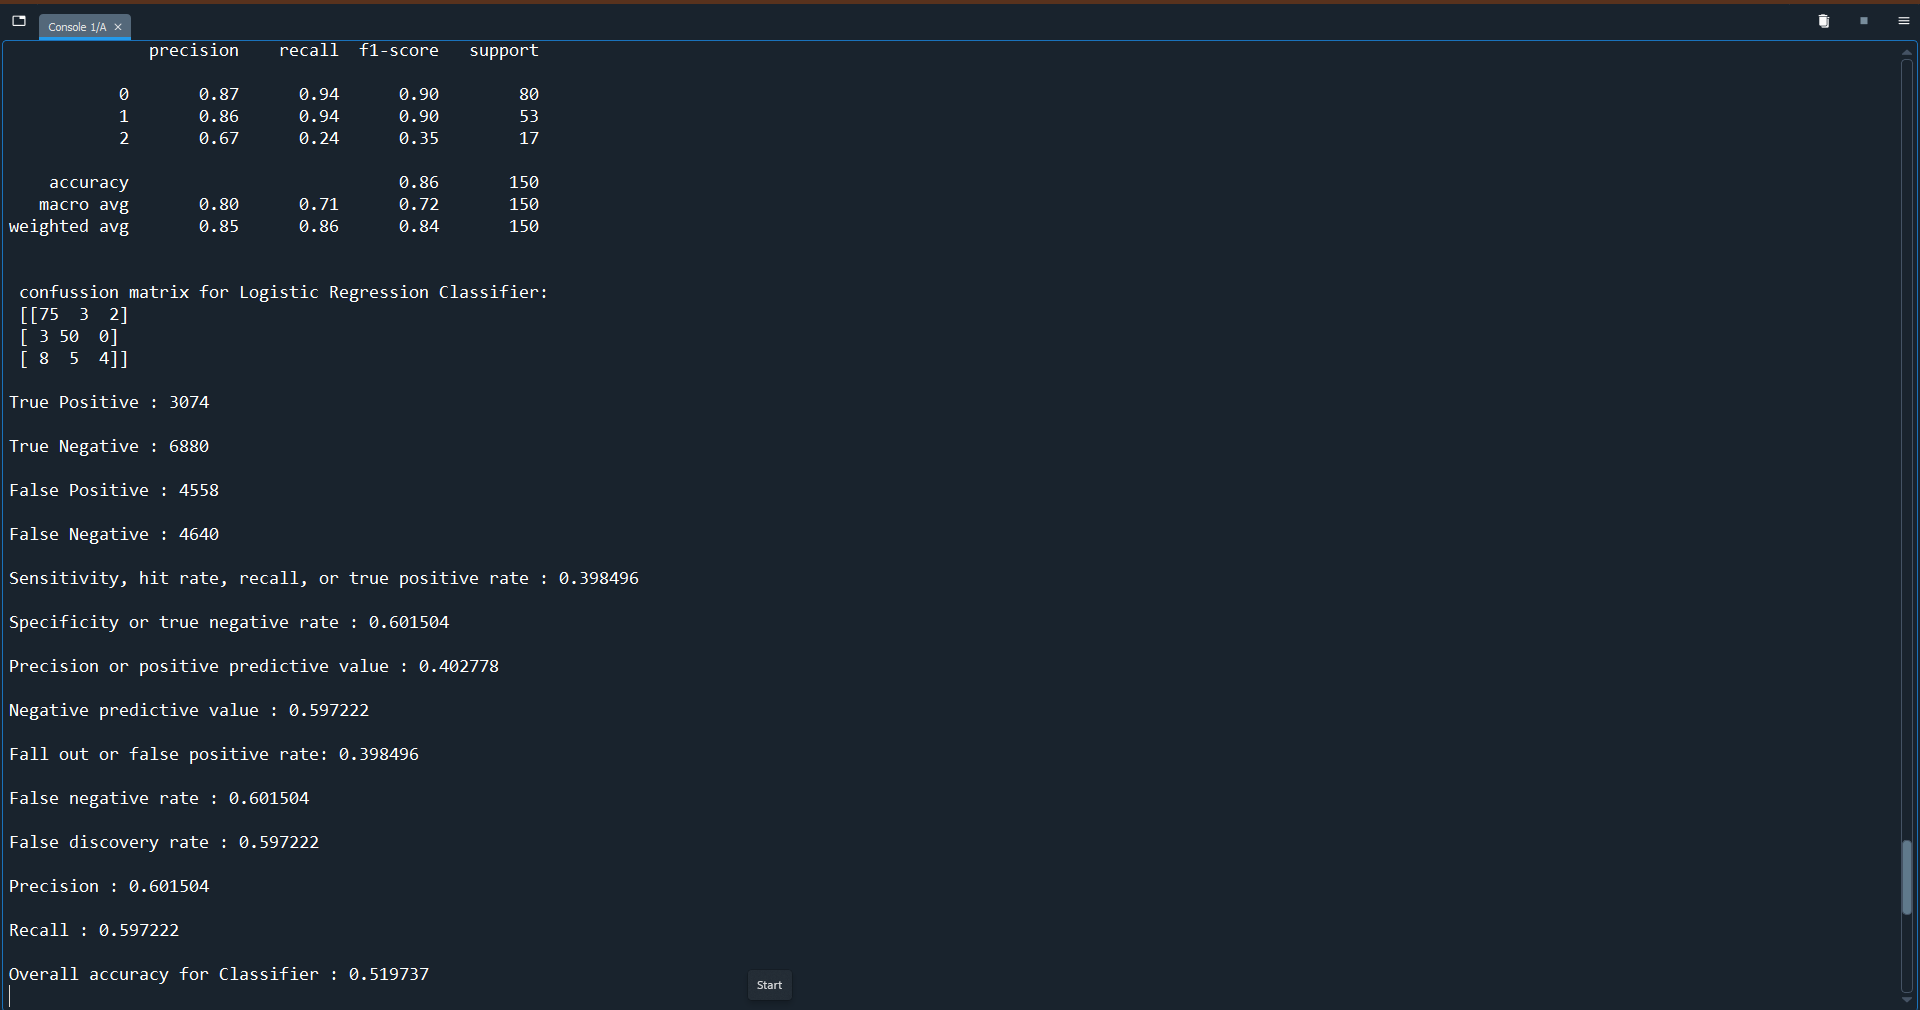 Console 1/A
precision recall f1-score support
0 0.87 0.94 0.90 80
1 0.86 0.94 0.90 53
2 0.67 0.24 0.35 17
accuracy 0.86 150
macro avg 0.80 0.71 0.72 150
weighted avg 0.85 0.86 0.84 150
confussion matrix for Logistic Regression Classifier:
[[75 3 2]
[ 3 50 0]
[ 8 5 4]]
True Positive : 3074
True Negative : 6880
False Positive : 4558
False Negative : 4640
Sensitivity, hit rate, recall, or true positive rate : 0.398496
Specificity or true negative rate : 0.601504
Precision or positive predictive value : 0.402778
Negative predictive value : 0.597222
Fall out or false positive rate: 0.398496
False negative rate : 0.601504
False discovery rate : 0.597222
Precision : 0.601504
Recall : 0.597222
Overall accuracy for Classifier : 0.519737
Start